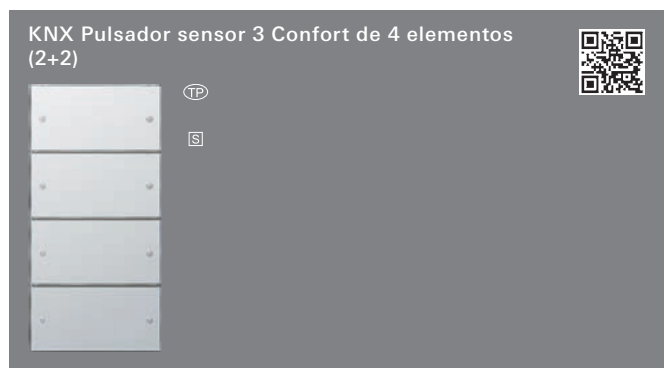 KNX Pulsador sensor 3 Confort de 4 elementos
(2+2)
TP
S